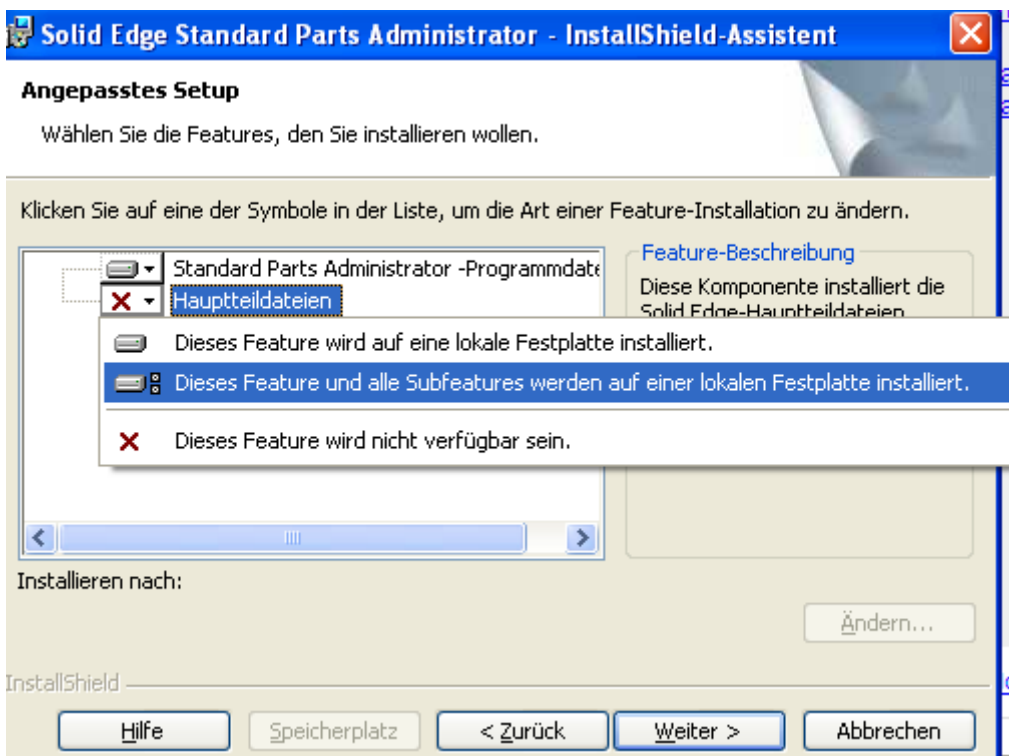 Solid Edge Standard Parts Administrator - InstallShield-Assistent
Angepasstes Setup
Wählen Sie die Features, den Sie installieren wollen.
Klicken Sie auf eine der Symbole in der Liste, um die Art einer Feature-Installation zu ändern.
Standard Parts Administrator -Programmdate
Hauptteildateien
Feature-Beschreibung
Diese Komponente installiert die
Solid Edge-Hauptteildateien
Dieses Feature wird auf eine lokale Festplatte installiert.
Dieses Feature und alle Subfeatures werden auf einer lokalen Festplatte installiert.
Dieses Feature wird nicht verfügbar sein.
Installieren nach:
Ändern...
InstallShield
Hilfe
Speicherplatz
< Zurück
Weiter >
Abbrechen